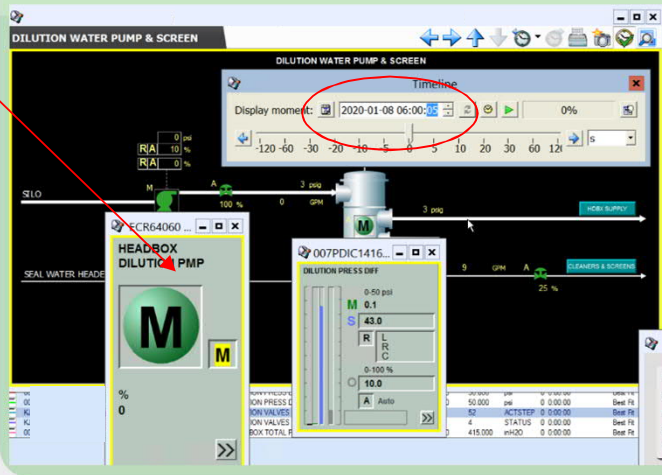 DILUTION WATER PUMP & SCREEN
DILUTION WATER PUMP & SCREEN
Timeline
Display moment: 2020-01-08 06:00:05 0%
-120 -60 -30 -20 -10 -5 0 5 10 20 30 60 120 s
0 psi
R A 10 %
R A 0 %
M A 3 psig
SILO 100 % 0 GPM
3 psig
M
HDBX SUPPLY
ECR64060 ...
HEADBOX
DILUTION PMP
M
M
%
0
007PDIC1416...
DILUTION PRESS DIFF
0-50 psi
M 0.1
S 43.0
R L
R
C
0-100 %
O 10.0
A Auto
SEAL WATER HEADE
9 GPM A
CLEANERS & SCREENS
25 %
ION PRESS D 50.000 psi 0 0:00:00 Best Fit
ION VALVES 52 ACTSTEP 0 0:00:00 Best Fit
ION VALVES 4 STATUS 0 0:00:00 Best Fit
BOX TOTAL P 415.000 inH2O 0 0:00:00 Best Fit